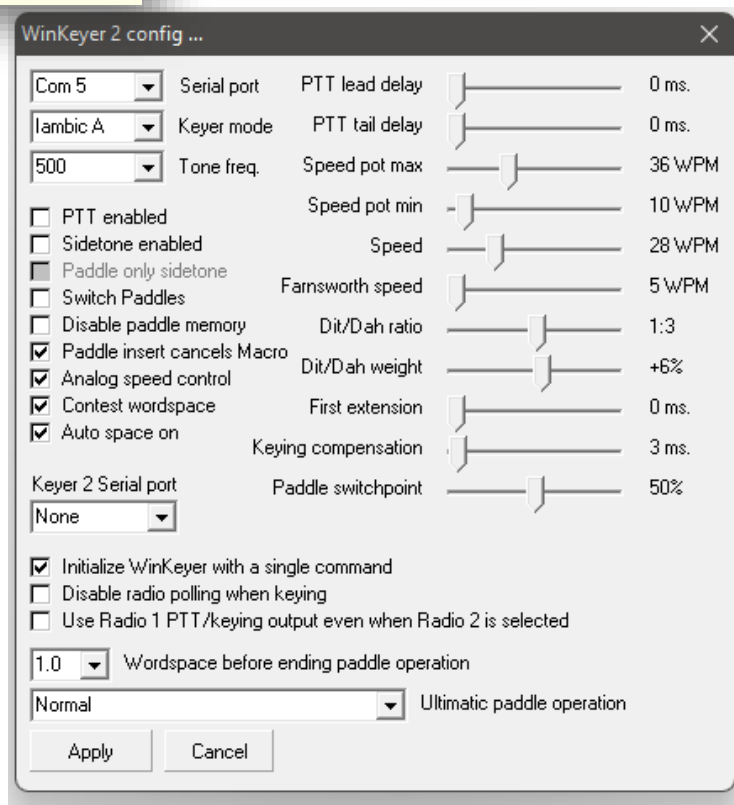 WinKeyer 2 config ...
Com 5 Serial port PTT lead delay 0 ms.
Iambic A Keyer mode PTT tail delay 0 ms.
500 Tone freq. Speed pot max 36 WPM
Speed pot min 10 WPM
PTT enabled
Sidetone enabled Speed 28 WPM
Paddle only sidetone
Switch Paddles Farnsworth speed 5 WPM
Disable paddle memory Dit/Dah ratio 1:3
Paddle insert cancels Macro
Analog speed control Dit/Dah weight +6%
Contest wordspace First extension 0 ms.
Auto space on
Keying compensation 3 ms.
Keyer 2 Serial port Paddle switchpoint 50%
None
Initialize WinKeyer with a single command
Disable radio polling when keying
Use Radio 1 PTT/keying output even when Radio 2 is selected
1.0 Wordspace before ending paddle operation
Normal Ultimatic paddle operation
Apply Cancel